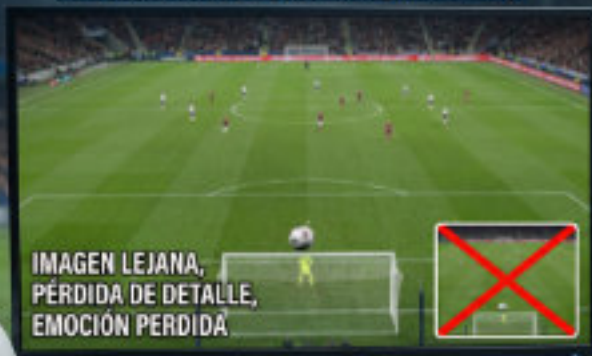 IMAGEN LEJANA,
PÉRDIDA DE DETALLE,
EMOCIÓN PERDIDA